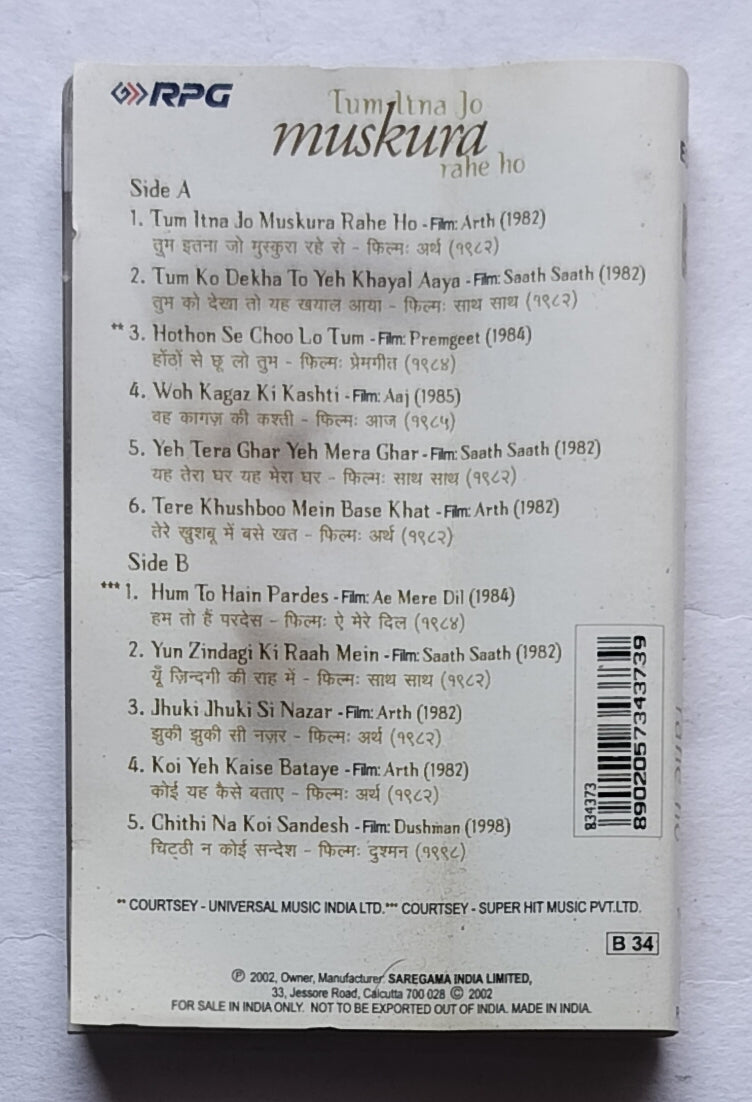 RPG
Tum Itna Jo
muskura
rahe ho
Side A
1. Tum Itna Jo Muskura Rahe Ho - Film: Arth (1982)
तुम इतना जो मुस्कुरा रहे रो - फिल्मः अर्थ (१९८२)
2. Tum Ko Dekha To Yeh Khayal Aaya - Film: Saath Saath (1982)
तुम को देखा तो यह खयाल आया - फिल्मः साथ साथ (१९८२)
** 3. Hothon Se Choo Lo Tum - Film: Premgeet (1984)
होंठों से छू लो तुम - फिल्मः प्रेमगीत (१९८४)
4. Woh Kagaz Ki Kashti - Film: Aaj (1985)
वह कागज़ की कश्ती - फिल्मः आज (१९८५)
5. Yeh Tera Ghar Yeh Mera Ghar - Film: Saath Saath (1982)
यह तेरा घर यह मेरा घर - फिल्मः साथ साथ (१९८२)
6. Tere Khushboo Mein Base Khat - Film: Arth (1982)
तेरे खुशबू में बसे खत - फिल्मः अर्थ (१९८२)
Side B
*** 1. Hum To Hain Pardes - Film: Ae Mere Dil (1984)
हम तो हैं परदेस - फिल्मः ऐ मेरे दिल (१९८४)
2. Yun Zindagi Ki Raah Mein - Film: Saath Saath (1982)
यूँ ज़िन्दगी की राह में - फिल्मः साथ साथ (१९८२)
3. Jhuki Jhuki Si Nazar - Film: Arth (1982)
झुकी झुकी सी नज़र - फिल्मः अर्थ (१९८२)
4. Koi Yeh Kaise Bataye - Film: Arth (1982)
कोई यह कैसे बताए - फिल्मः अर्थ (१९८२)
5. Chithi Na Koi Sandesh - Film: Dushman (1998)
चिट्ठी न कोई सन्देश - फिल्मः दुश्मन (१९९८)
834373
8902057343739
** COURTSEY - UNIVERSAL MUSIC INDIA LTD.*** COURTSEY - SUPER HIT MUSIC PVT.LTD.
B 34
℗ 2002, Owner, Manufacturer: SAREGAMA INDIA LIMITED,
33, Jessore Road, Calcutta 700 028 © 2002
FOR SALE IN INDIA ONLY. NOT TO BE EXPORTED OUT OF INDIA. MADE IN INDIA.